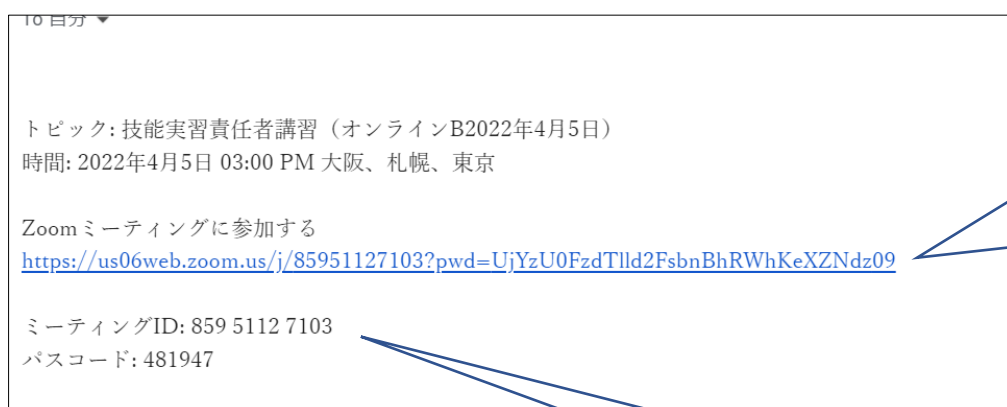 To 自分
トピック: 技能実習責任者講習（オンラインB2022年4月5日）
時間: 2022年4月5日 03:00 PM 大阪、札幌、東京
Zoomミーティングに参加する
https://us06web.zoom.us/j/85951127103?pwd=UjYzU0FzdTlld2FsbnBhRWhKeXZNdz09
ミーティングID: 859 5112 7103
パスコード: 481947